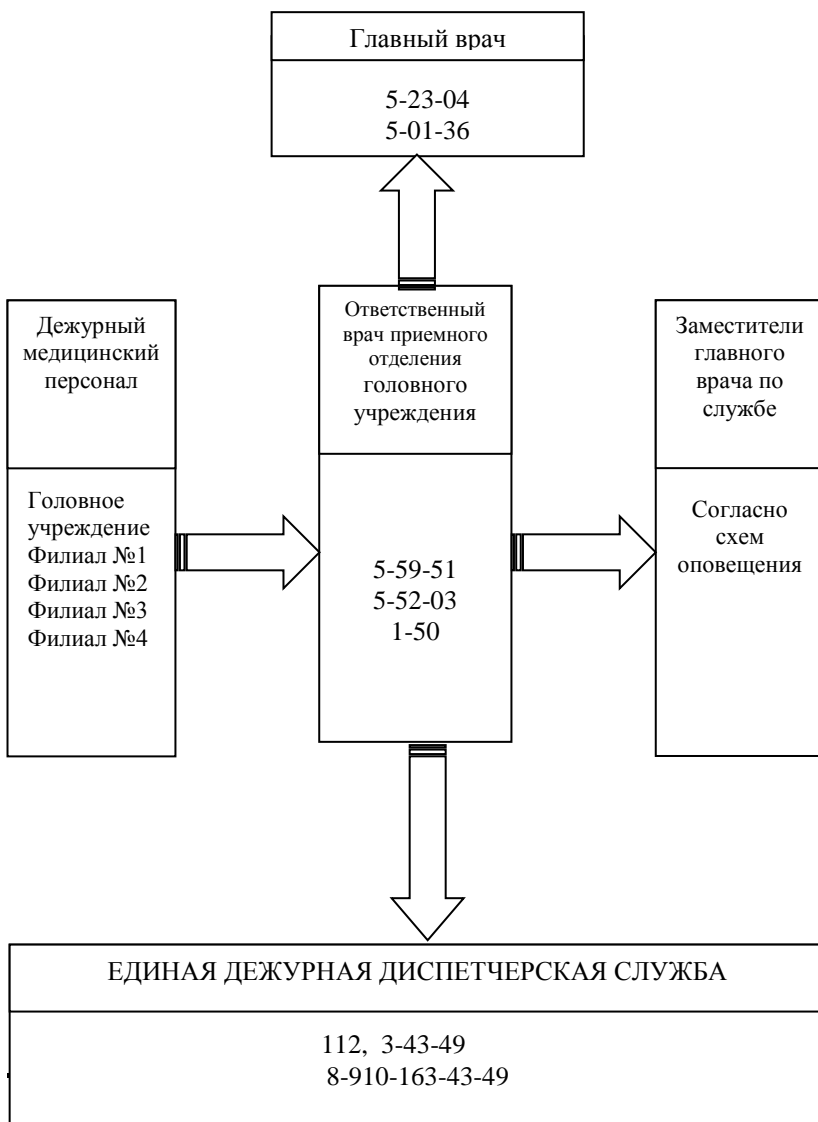 Главный врач
5-23-04
5-01-36
Дежурный
медицинский
персонал
Головное
учреждение
Филиал №1
Филиал №2
Филиал №3
Филиал №4
Ответственный
врач приемного
отделения
головного
учреждения
5-59-51
5-52-03
1-50
Заместители
главного
врача по
службе
Согласно
схем
оповещения
ЕДИНАЯ ДЕЖУРНАЯ ДИСПЕТЧЕРСКАЯ СЛУЖБА
112, 3-43-49
8-910-163-43-49